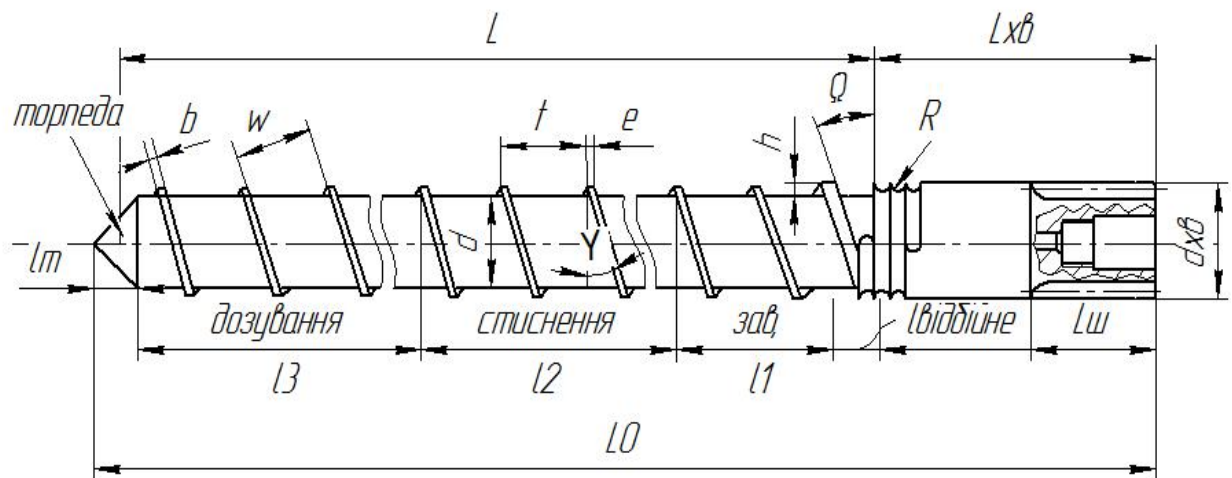 L
Lхв
торпеда
b
w
t
e
Q
h
R
d
Y
dхв
lт
дозування
стиснення
зав,
lвідбійне
Lш
l3
l2
l1
L0